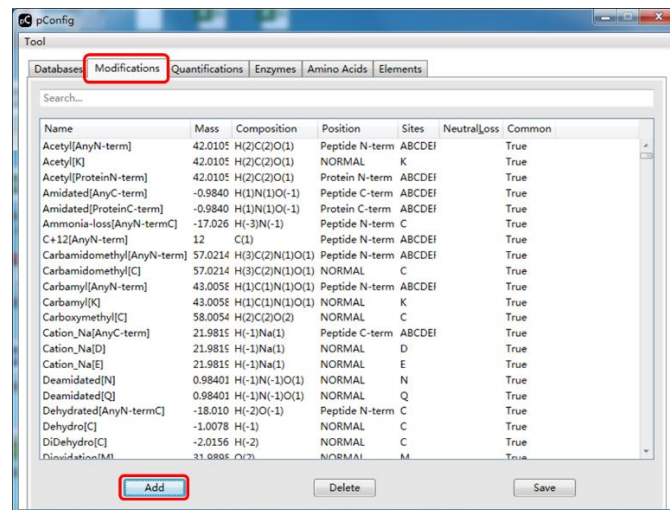 pConfig
Tool
Databases Modifications Quantifications Enzymes Amino Acids Elements
Search...
Name Mass Composition Position Sites NeutralLoss Common
Acetyl[AnyN-term] 42.0105 H(2)C(2)O(1) Peptide N-term ABCDEF True
Acetyl[K] 42.0105 H(2)C(2)O(1) NORMAL K True
Acetyl[ProteinN-term] 42.0105 H(2)C(2)O(1) Protein N-term ABCDEF True
Amidated[AnyC-term] -0.9840 H(1)N(1)O(-1) Peptide C-term ABCDEF True
Amidated[ProteinC-term] -0.9840 H(1)N(1)O(-1) Protein C-term ABCDEF True
Ammonia-loss[AnyN-termC] -17.026 H(-3)N(-1) Peptide N-term C True
C+12[AnyN-term] 12 C(1) Peptide N-term ABCDEF True
Carbamidomethyl[AnyN-term] 57.0214 H(3)C(2)N(1)O(1) Peptide N-term ABCDEF True
Carbamidomethyl[C] 57.0214 H(3)C(2)N(1)O(1) NORMAL C True
Carbamyl[AnyN-term] 43.0058 H(1)C(1)N(1)O(1) Peptide N-term ABCDEF True
Carbamyl[K] 43.0058 H(1)C(1)N(1)O(1) NORMAL K True
Carboxymethyl[C] 58.0054 H(2)C(2)O(2) NORMAL C True
Cation_Na[AnyC-term] 21.9819 H(-1)Na(1) Peptide C-term ABCDEF True
Cation_Na[D] 21.9819 H(-1)Na(1) NORMAL D True
Cation_Na[E] 21.9819 H(-1)Na(1) NORMAL E True
Deamidated[N] 0.98401 H(-1)N(-1)O(1) NORMAL N True
Deamidated[Q] 0.98401 H(-1)N(-1)O(1) NORMAL Q True
Dehydrated[AnyN-termC] -18.010 H(-2)O(-1) Peptide N-term C True
Dehydro[C] -1.0078 H(-1) NORMAL C True
DiDehydro[C] -2.0156 H(-2) NORMAL C True
Dioxidation[M] 31.9898 O(2) NORMAL M True
Add Delete Save